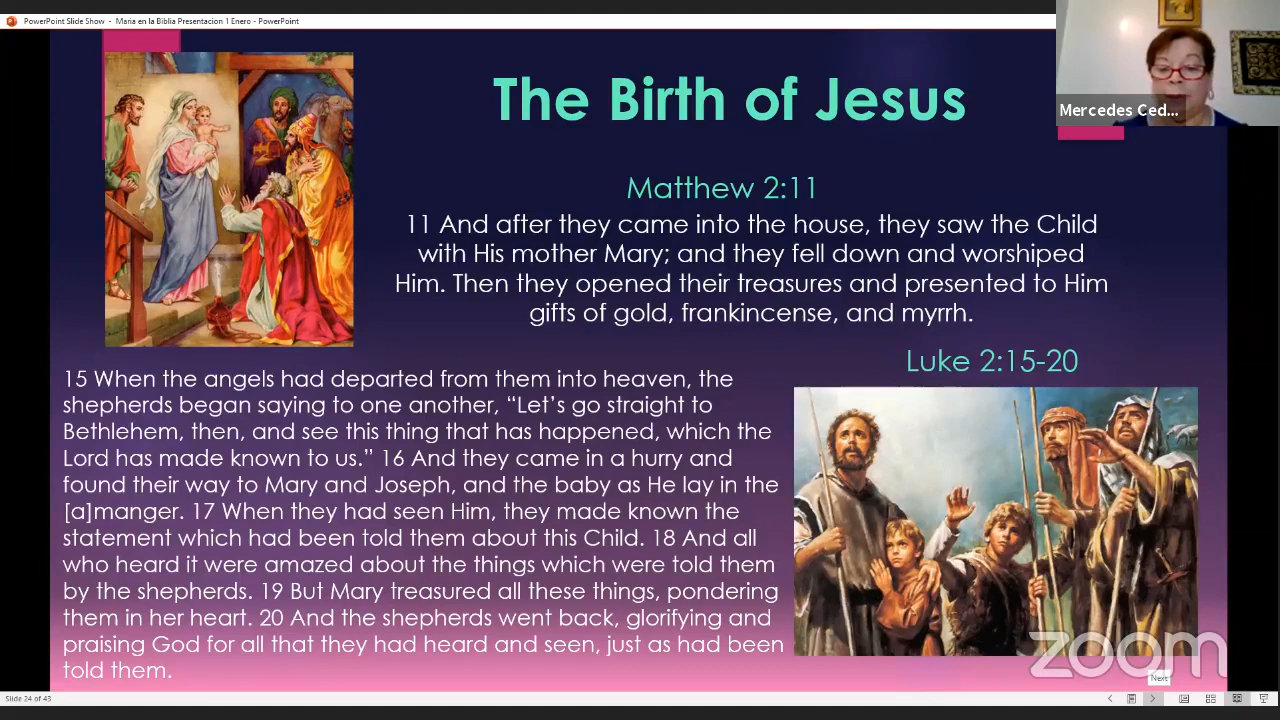 PowerPoint Slide Show - Maria en la Biblia Presentacion 1 Enero - PowerPoint
Mercedes Ced...
The Birth of Jesus
Matthew 2:11
11 And after they came into the house, they saw the Child
with His mother Mary; and they fell down and worshiped
Him. Then they opened their treasures and presented to Him
gifts of gold, frankincense, and myrrh.
Luke 2:15-20
15 When the angels had departed from them into heaven, the
shepherds began saying to one another, “Let’s go straight to
Bethlehem, then, and see this thing that has happened, which the
Lord has made known to us.” 16 And they came in a hurry and
found their way to Mary and Joseph, and the baby as He lay in the
[a]manger. 17 When they had seen Him, they made known the
statement which had been told them about this Child. 18 And all
who heard it were amazed about the things which were told them
by the shepherds. 19 But Mary treasured all these things, pondering
them in her heart. 20 And the shepherds went back, glorifying and
praising God for all that they had heard and seen, just as had been
told them.
zoom
Next
Slide 24 of 43